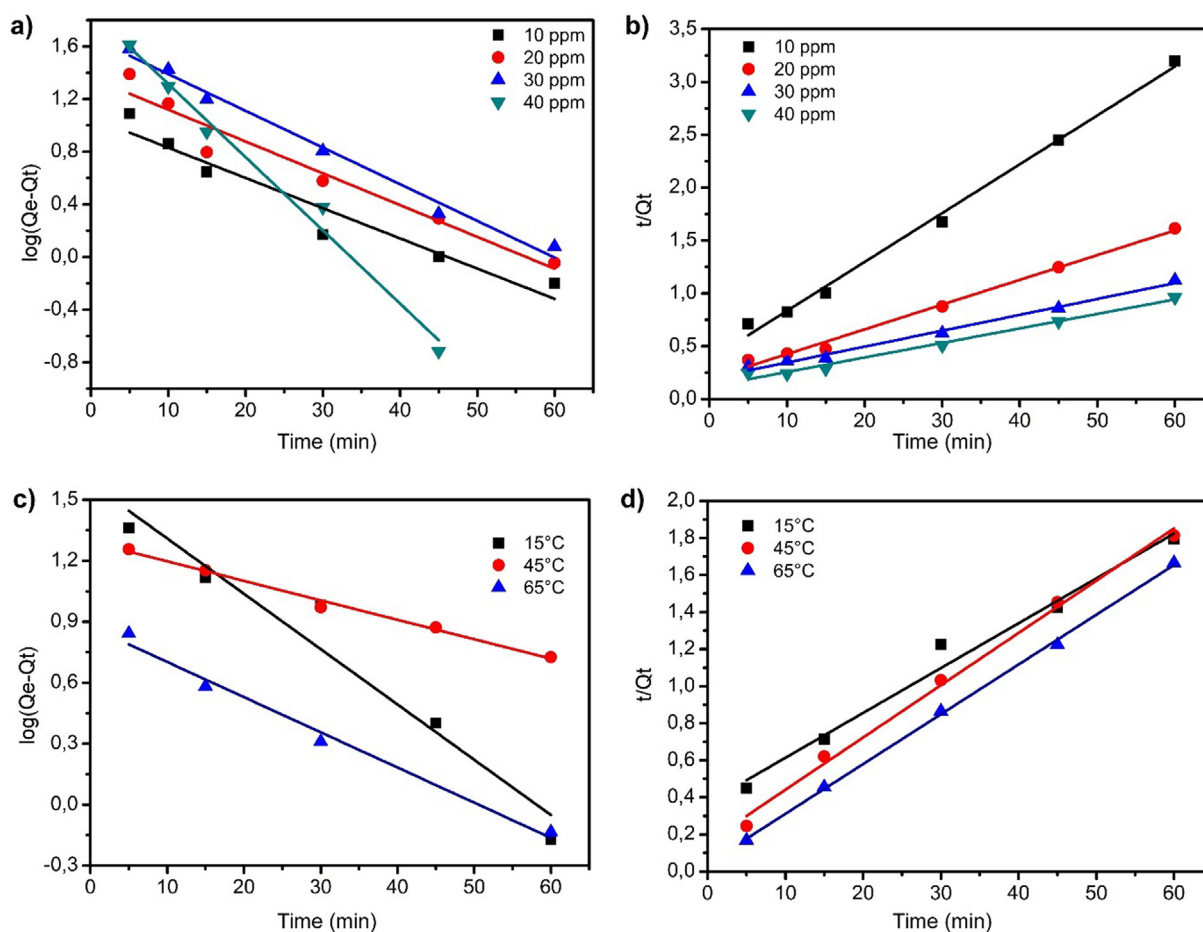 a)
1,6
1,2
0,8
0,4
0,0
-0,4
-0,8
log(Qe-Qt)
10 ppm
20 ppm
30 ppm
40 ppm
0 10 20 30 40 50 60
Time (min)
b)
3,5
3,0
2,5
2,0
1,5
1,0
0,5
0,0
t/Qt
10 ppm
20 ppm
30 ppm
40 ppm
0 10 20 30 40 50 60
Time (min)
c)
1,5
1,2
0,9
0,6
0,3
0,0
-0,3
log(Qe-Qt)
15°C
45°C
65°C
0 10 20 30 40 50 60
Time (min)
d)
2,0
1,8
1,6
1,4
1,2
1,0
0,8
0,6
0,4
0,2
0,0
t/Qt
15°C
45°C
65°C
0 10 20 30 40 50 60
Time (min)